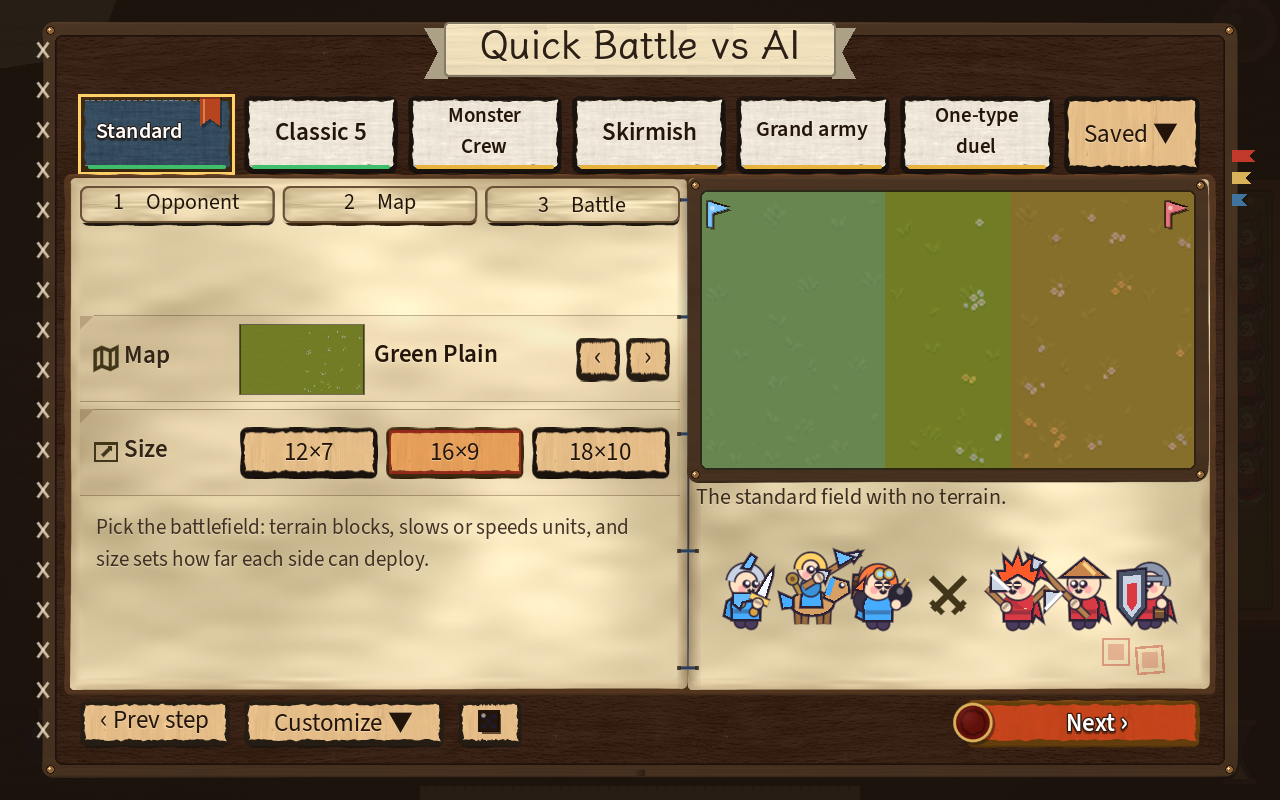 Quick Battle vs AI
Standard
Classic 5
Monster
Crew
Skirmish
Grand army
One-type
duel
Saved ▼
1 Opponent
2 Map
3 Battle
Map
Green Plain
‹
›
Size
12×7
16×9
18×10
Pick the battlefield: terrain blocks, slows or speeds units, and
size sets how far each side can deploy.
The standard field with no terrain.
‹ Prev step
Customize ▼
Next ›